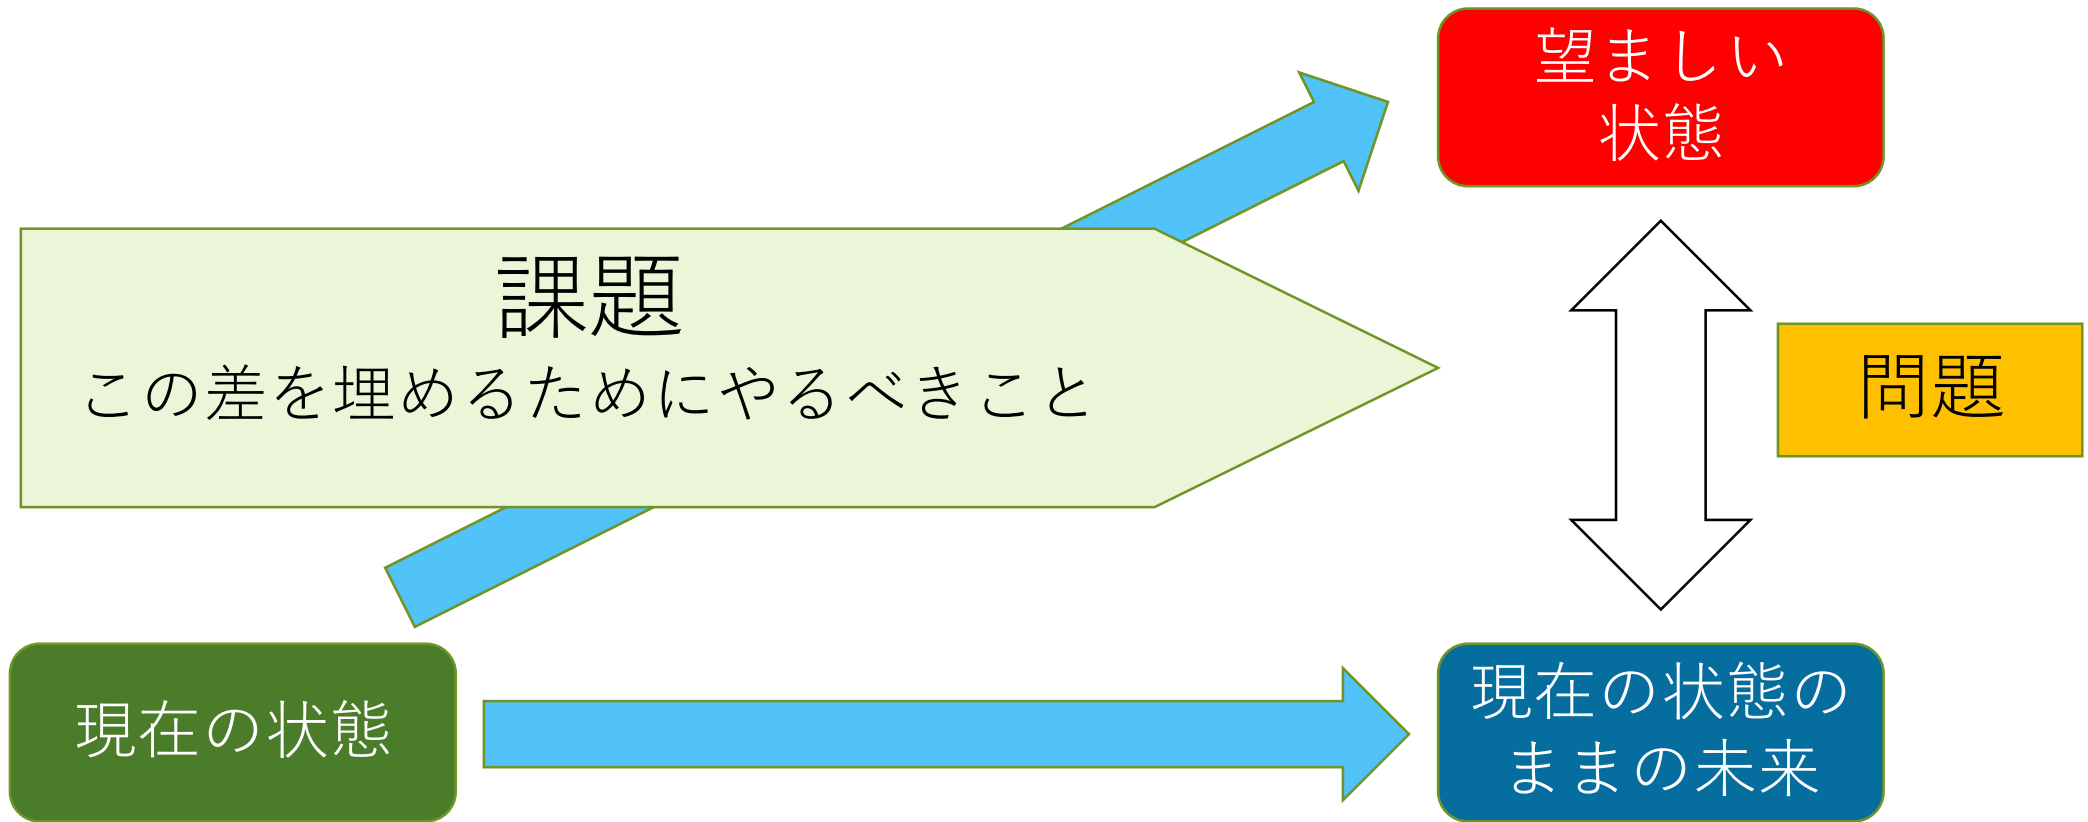 望ましい
状態
課題
この差を埋めるためにやるべきこと
問題
現在の状態
現在の状態の
ままの未来